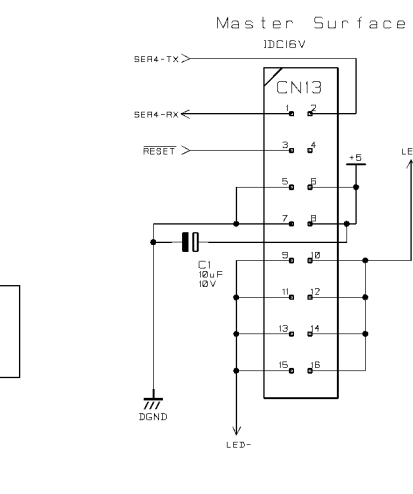 Master Surface
IDC16V
SER4-TX
CN13
1 2
SER4-RX
RESET
3 4
+5
LE
5 6
7 8
C1
10uF
10V
9 10
11 12
13 14
15 16
DGND
LED-